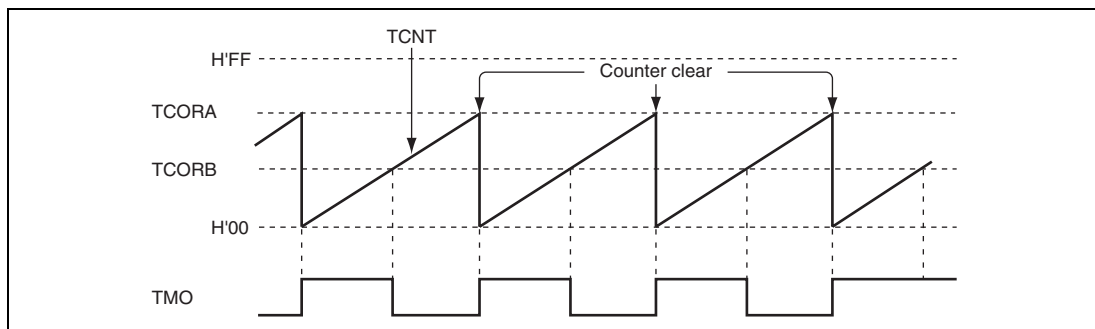 TCNT
H'FF
Counter clear
TCORA
TCORB
H'00
TMO